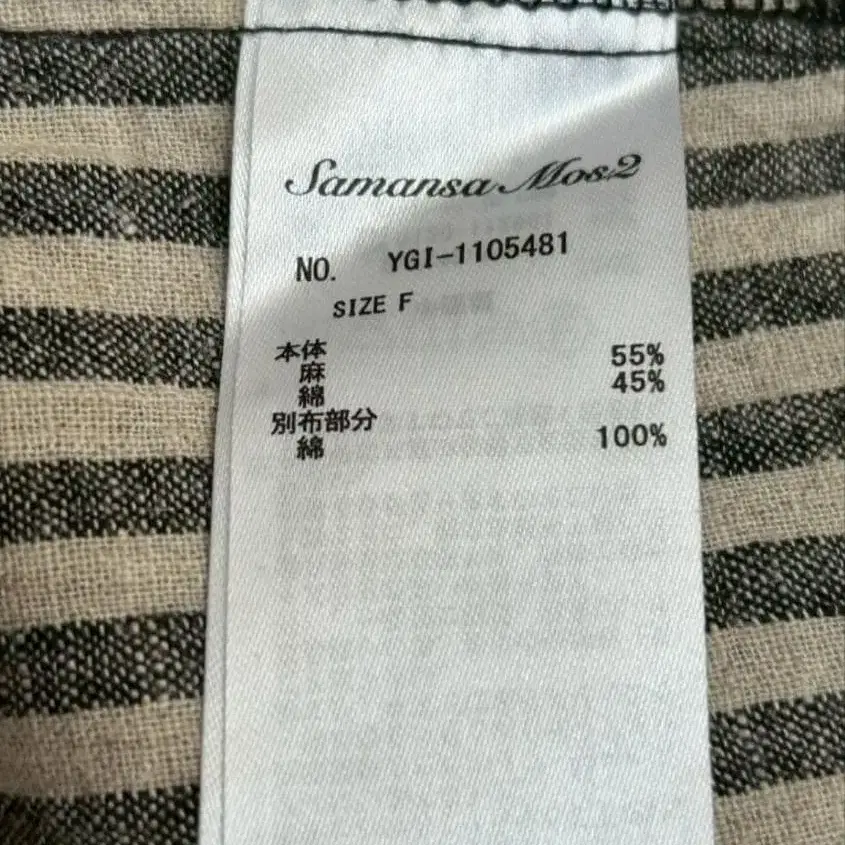 Samansa Mos2
NO. YGI-1105481
SIZE F
本体
麻 55%
綿 45%
別布部分
綿 100%